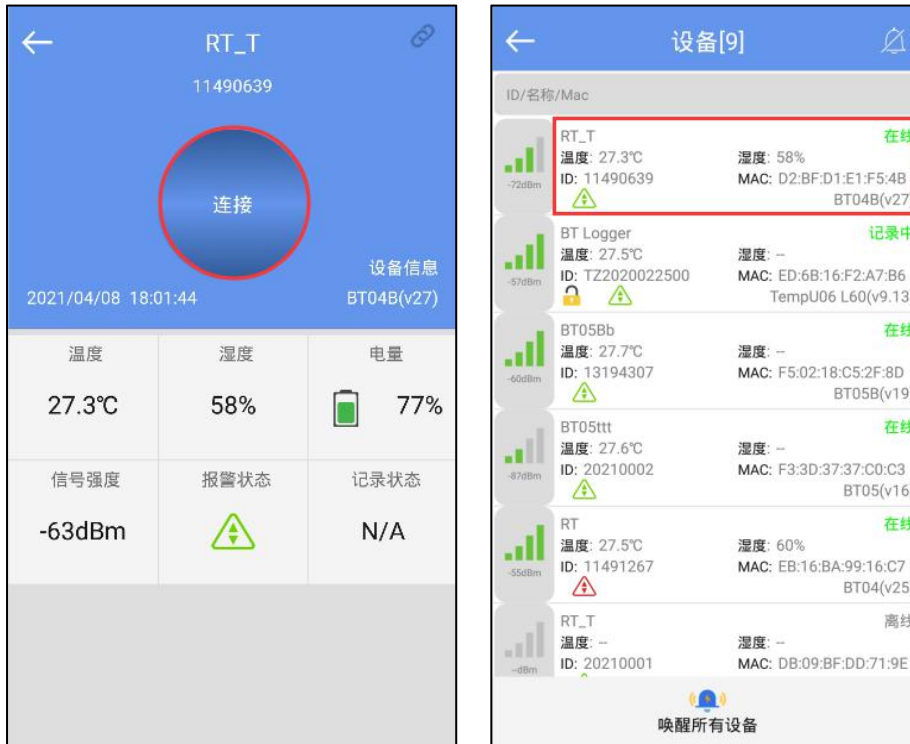 RT_T
11490639
连接
设备信息
2021/04/08 18:01:44 BT04B(v27)
温度 湿度 电量
27.3℃ 58% 77%
信号强度 报警状态 记录状态
-63dBm N/A
设备[9]
ID/名称/Mac
RT_T 在线
温度: 27.3℃ 湿度: 58%
-72dBm ID: 11490639 MAC: D2:BF:D1:E1:F5:4B
BT04B(v27
BT Logger 记录中
温度: 27.5℃ 湿度: --
-57dBm ID: TZ2020022500 MAC: ED:6B:16:F2:A7:B6
TempU06 L60(v9.13
BT05Bb 在线
温度: 27.7℃ 湿度: --
-60dBm ID: 13194307 MAC: F5:02:18:C5:2F:8D
BT05B(v19
BT05ttt 在线
温度: 27.6℃ 湿度: --
-87dBm ID: 20210002 MAC: F3:3D:37:37:C0:C3
BT05(v16
RT 在线
温度: 27.5℃ 湿度: 60%
-55dBm ID: 11491267 MAC: EB:16:BA:99:16:C7
BT04(v25
RT_T 离线
温度: -- 湿度: --
--dBm ID: 20210001 MAC: DB:09:BF:DD:71:9E
唤醒所有设备